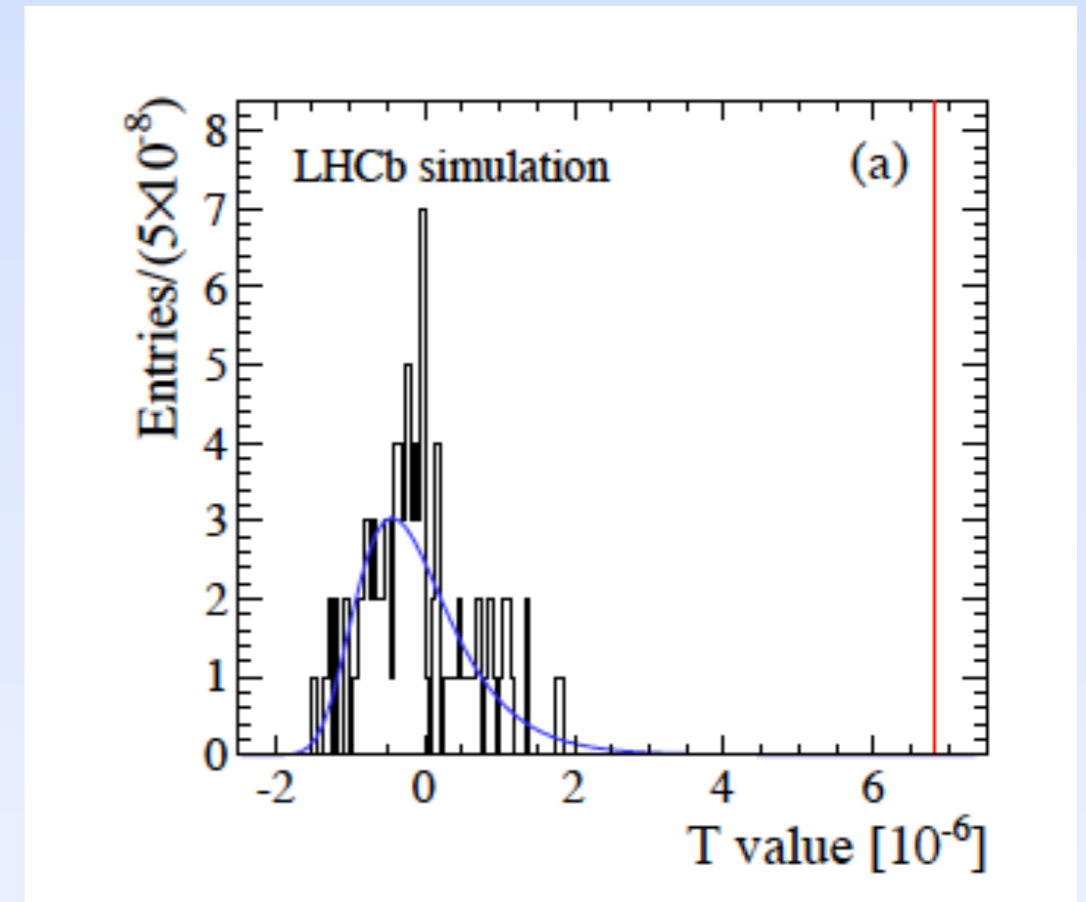 LHCb simulation
(a)
Entries/(5×10⁻⁸)
8
7
6
5
4
3
2
1
0
-2 0 2 4 6
T value [10⁻⁶]